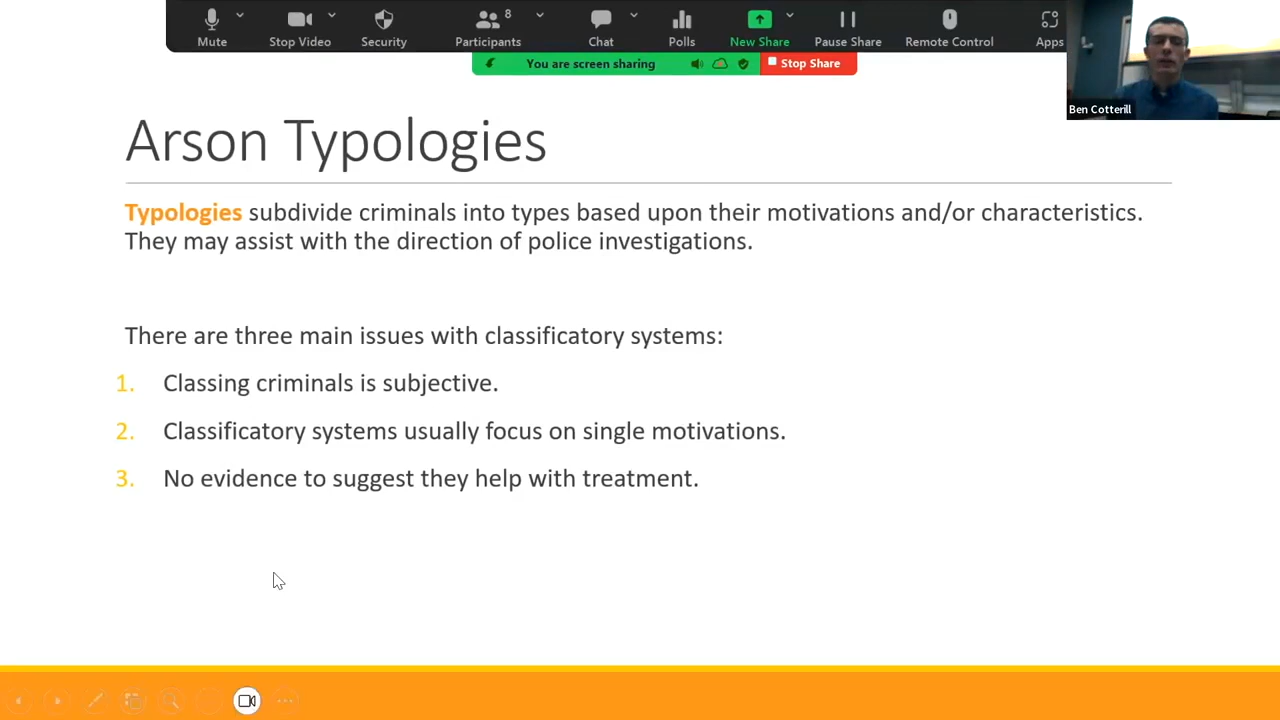 8
Mute
Stop Video
Security
Participants
Chat
Polls
New Share
Pause Share
Remote Control
Apps
You are screen sharing
Stop Share
Ben Cotterill
Arson Typologies
Typologies subdivide criminals into types based upon their motivations and/or characteristics.
They may assist with the direction of police investigations.
There are three main issues with classificatory systems:
1. Classing criminals is subjective.
2. Classificatory systems usually focus on single motivations.
3. No evidence to suggest they help with treatment.